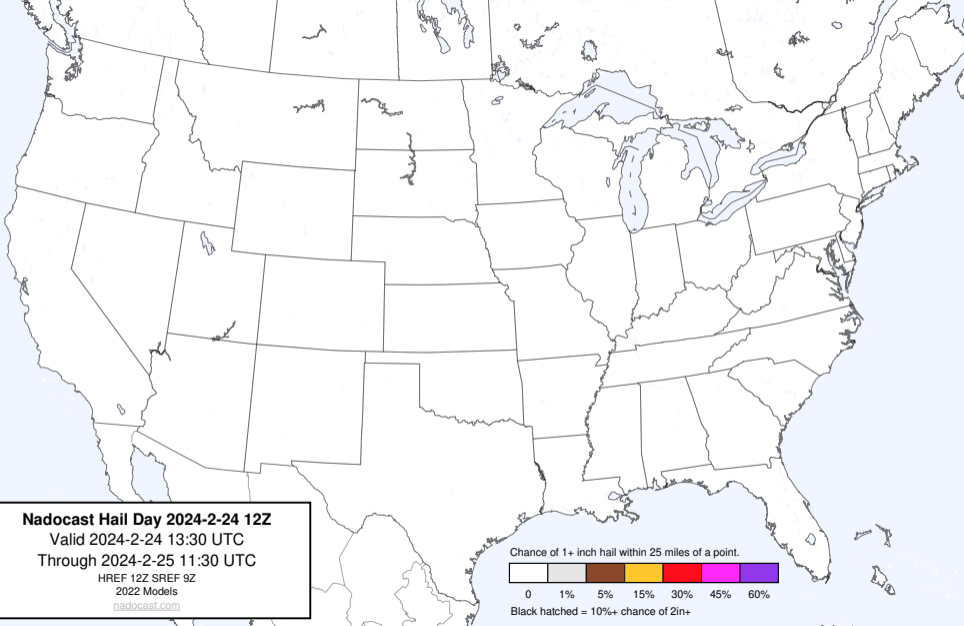 Nadocast Hail Day 2024-2-24 12Z
Valid 2024-2-24 13:30 UTC
Through 2024-2-25 11:30 UTC
HREF 12Z SREF 9Z
2022 Models
nadocast.com
Chance of 1+ inch hail within 25 miles of a point.
0 1% 5% 15% 30% 45% 60%
Black hatched = 10%+ chance of 2in+